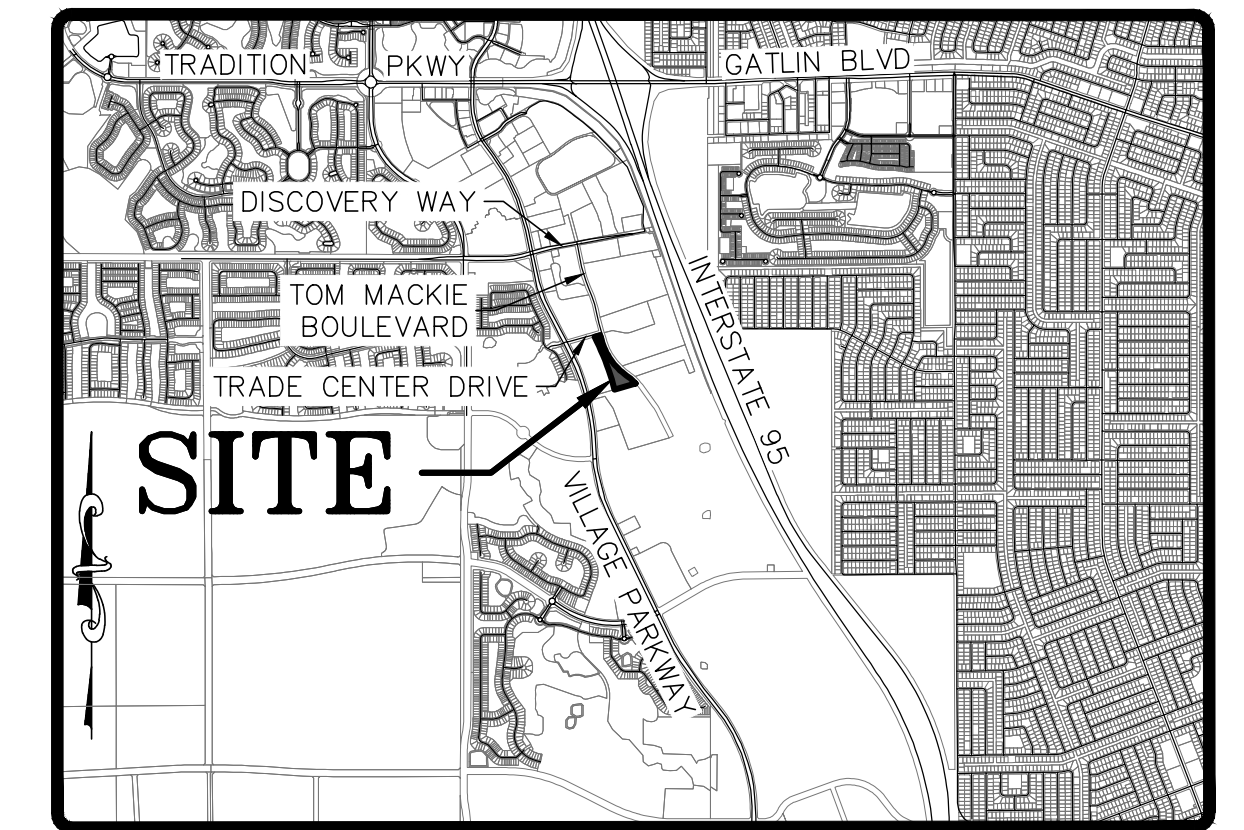 TRADITION PKWY
GATLIN BLVD
DISCOVERY WAY
TOM MACKIE
BOULEVARD
TRADE CENTER DRIVE
INTERSTATE 95
SITE
VILLAGE PARKWAY